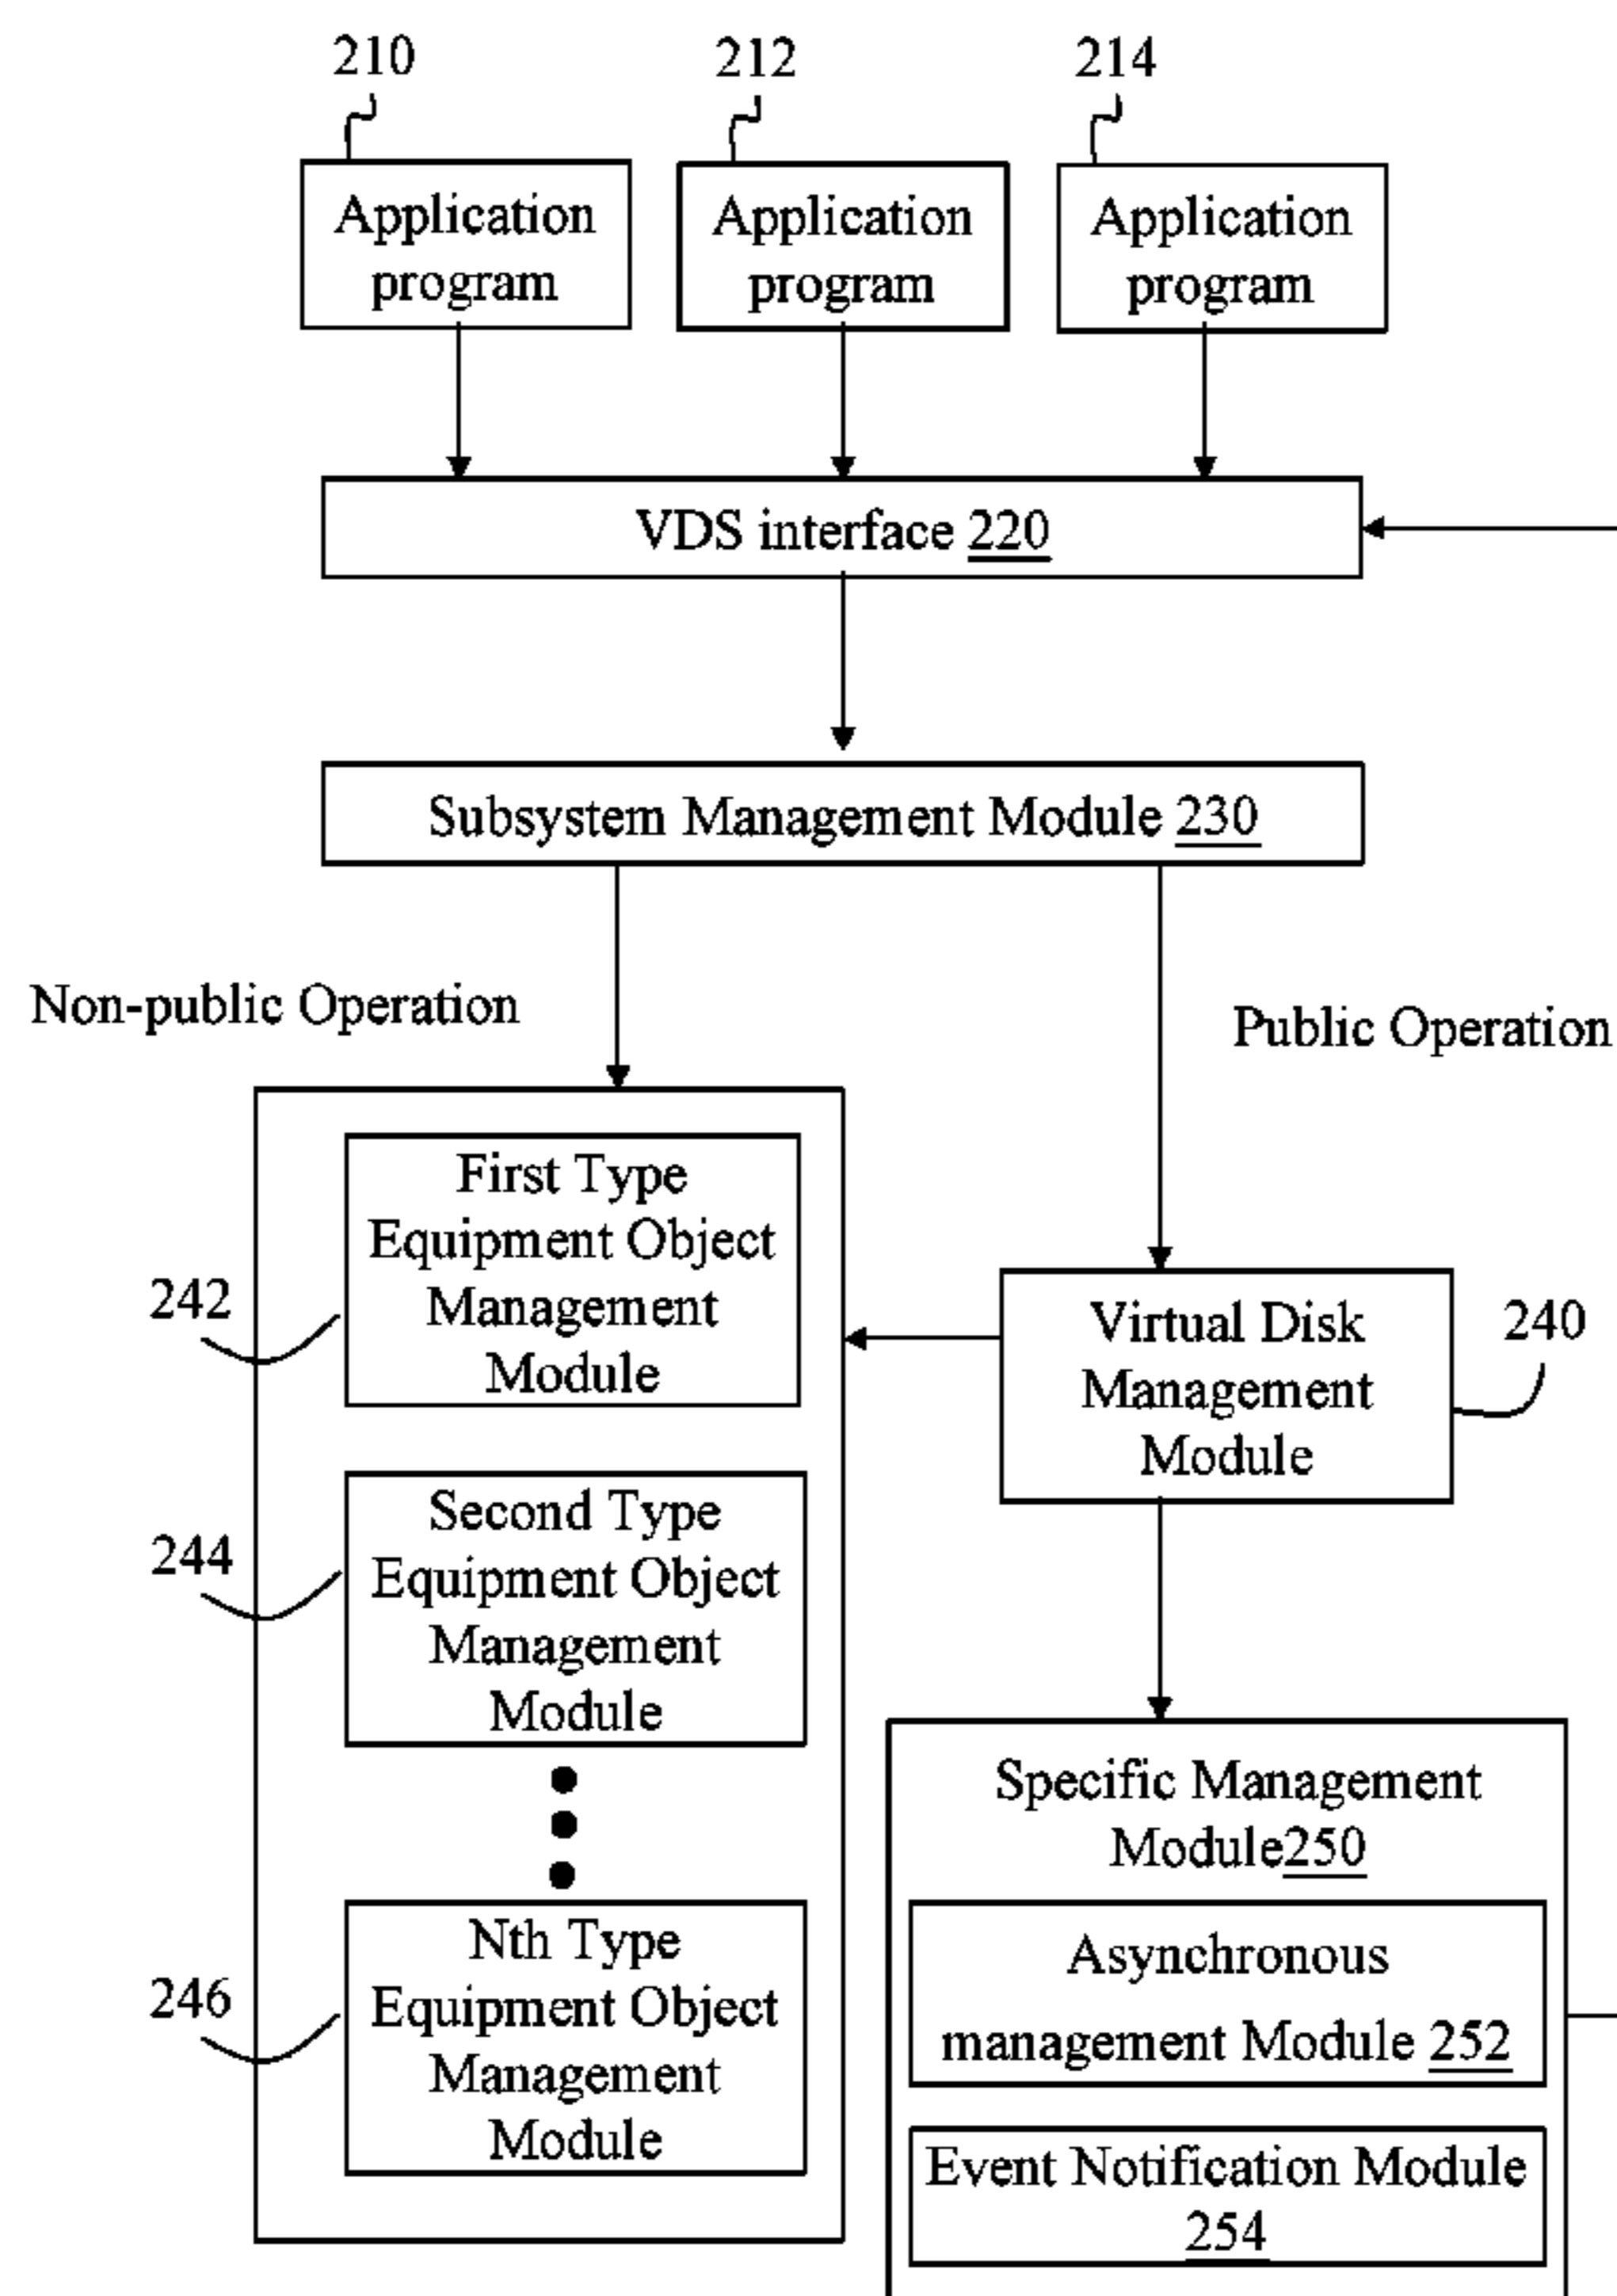 210
212
214
Application
program
Application
program
Application
program
VDS interface 220
Subsystem Management Module 230
Non-public Operation
Public Operation
First Type
Equipment Object
Management
Module
242
Second Type
Equipment Object
Management
Module
244
Nth Type
Equipment Object
Management
Module
246
Virtual Disk
Management
Module
240
Specific Management
Module250
Asynchronous
management Module 252
Event Notification Module
254